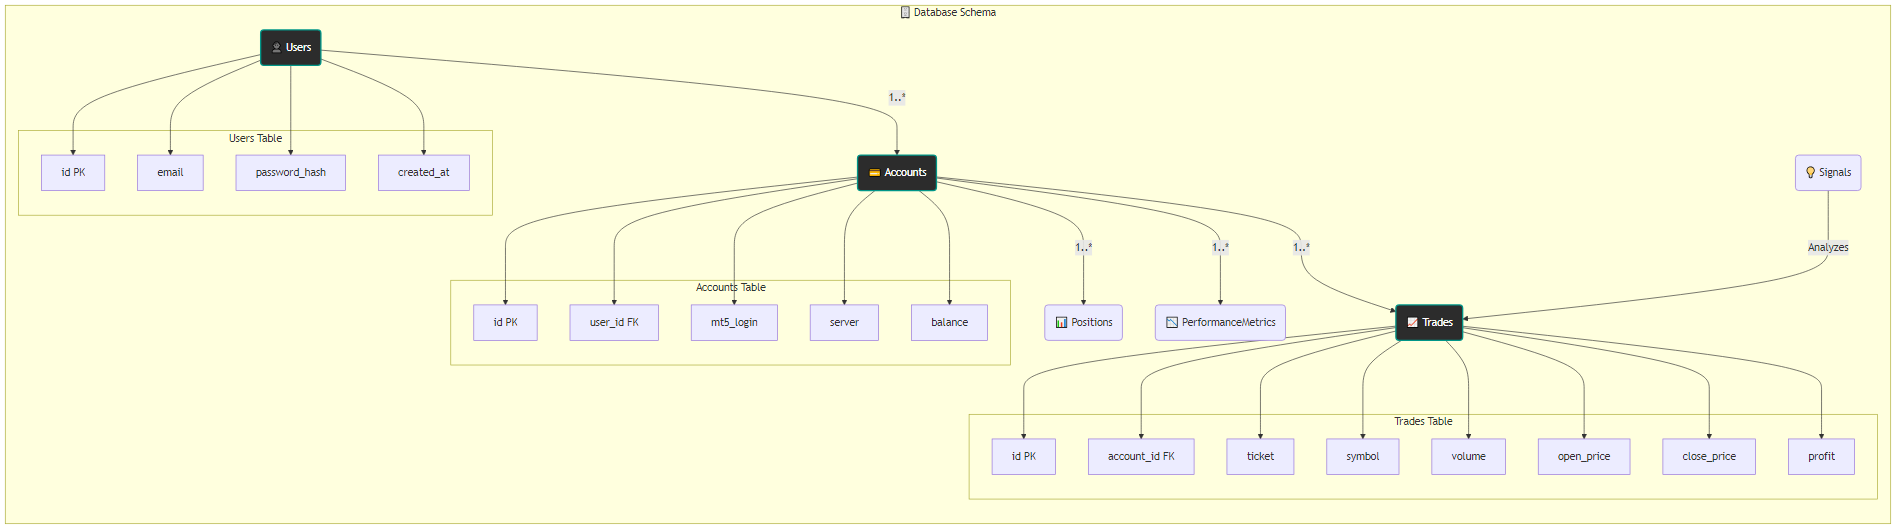 Database Schema
Users
1..*
Users Table
id PK
email
password_hash
created_at
Accounts
Signals
1..*
1..*
1..*
Analyzes
Accounts Table
id PK
user_id FK
mt5_login
server
balance
Positions
PerformanceMetrics
Trades
Trades Table
id PK
account_id FK
ticket
symbol
volume
open_price
close_price
profit